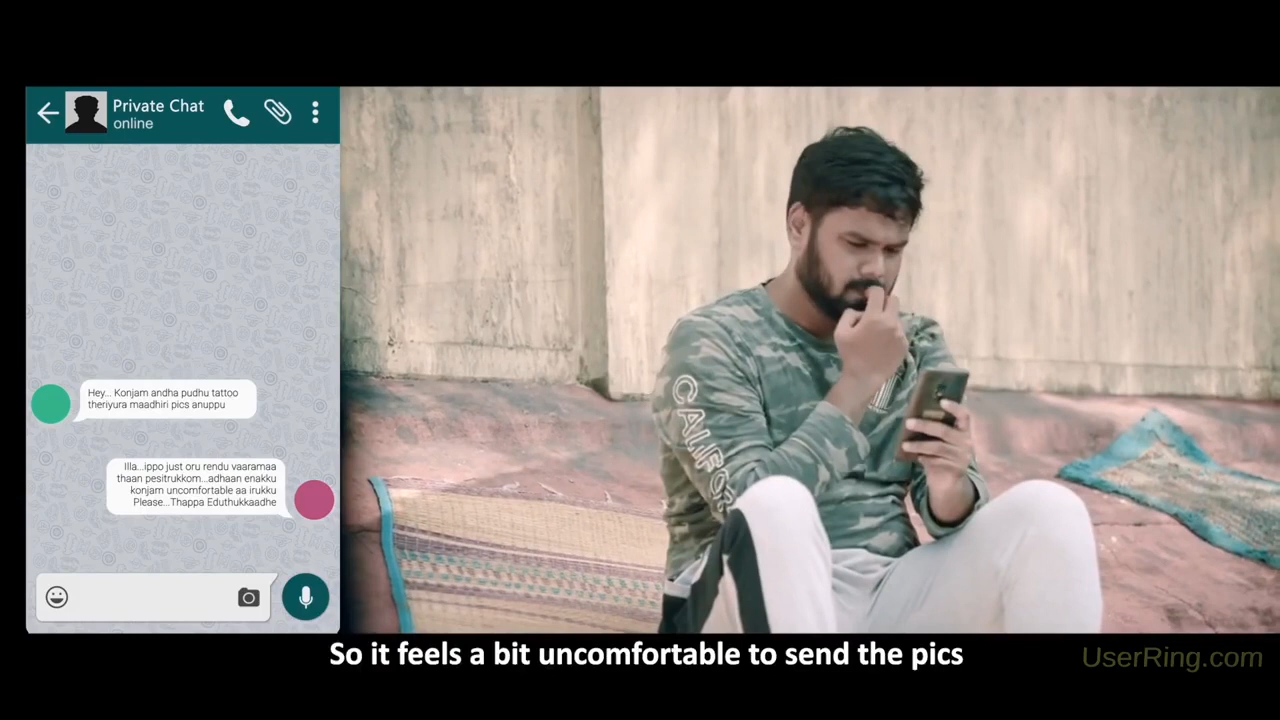 Private Chat
online
Hey... Konjam andha pudhu tattoo
theriyura maadhiri pics anuppu
Illa...ippo just oru rendu vaaramaa
thaan pesitrukkom...adhaan enakku
konjam uncomfortable aa irukku
Please...Thappa Eduthukkaadhe
CALIFOR
So it feels a bit uncomfortable to send the pics
UserRing.com